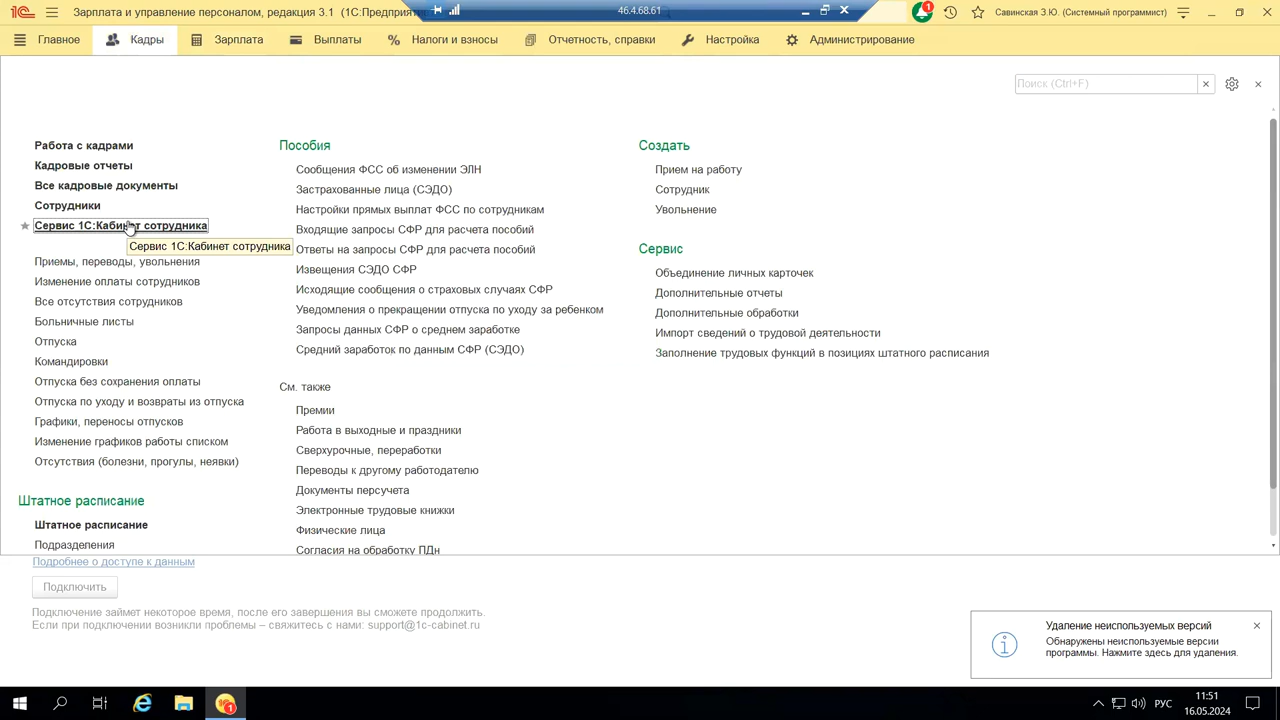 Зарплата и управление персоналом, редакция 3.1 (1С:Предприятие
46.4.68.61
Савинская З.Ю. (Системный программист)
Главное
Кадры
Зарплата
Выплаты
Налоги и взносы
Отчетность, справки
Настройка
Администрирование
Поиск (Ctrl+F)
Работа с кадрами
Кадровые отчеты
Все кадровые документы
Сотрудники
Сервис 1С:Кабинет сотрудника
Сервис 1С:Кабинет сотрудника
Приемы, переводы, увольнения
Изменение оплаты сотрудников
Все отсутствия сотрудников
Больничные листы
Отпуска
Командировки
Отпуска без сохранения оплаты
Отпуска по уходу и возвраты из отпуска
Графики, переносы отпусков
Изменение графиков работы списком
Отсутствия (болезни, прогулы, неявки)
Штатное расписание
Штатное расписание
Подразделения
Пособия
Сообщения ФСС об изменении ЭЛН
Застрахованные лица (СЭДО)
Настройки прямых выплат ФСС по сотрудникам
Входящие запросы СФР для расчета пособий
Ответы на запросы СФР для расчета пособий
Извещения СЭДО СФР
Исходящие сообщения о страховых случаях СФР
Уведомления о прекращении отпуска по уходу за ребенком
Запросы данных СФР о среднем заработке
Средний заработок по данным СФР (СЭДО)
См. также
Премии
Работа в выходные и праздники
Сверхурочные, переработки
Переводы к другому работодателю
Документы персучета
Электронные трудовые книжки
Физические лица
Согласия на обработку ПДн
Создать
Прием на работу
Сотрудник
Увольнение
Сервис
Объединение личных карточек
Дополнительные отчеты
Дополнительные обработки
Импорт сведений о трудовой деятельности
Заполнение трудовых функций в позициях штатного расписания
Подробнее о доступе к данным
Подключить
Подключение займет некоторое время, после его завершения вы сможете продолжить.
Если при подключении возникли проблемы – свяжитесь с нами: support@1c-cabinet.ru
Удаление неиспользуемых версий
Обнаружены неиспользуемые версии
программы. Нажмите здесь для удаления.
РУС
11:51
16.05.2024